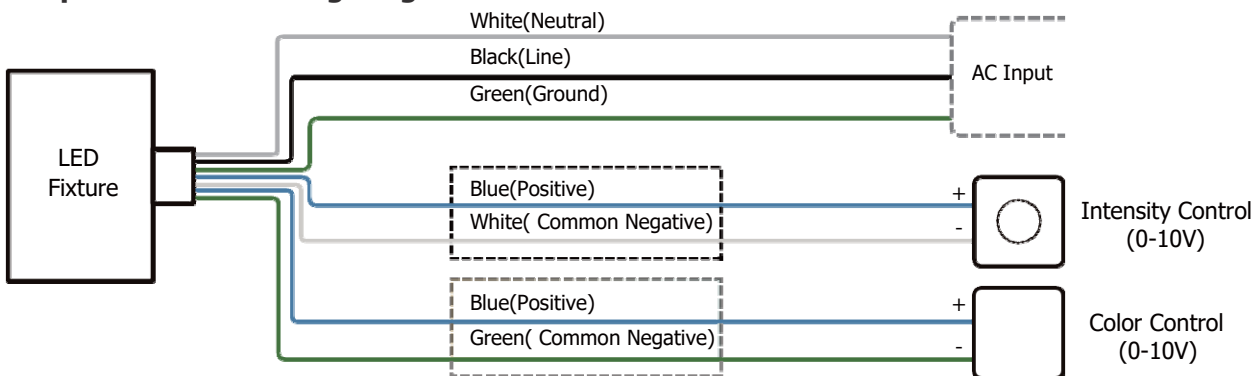 White(Neutral)
Black(Line)
AC Input
Green(Ground)
LED
Fixture
Blue(Positive)
+
White( Common Negative)
-
Intensity Control
(0-10V)
Blue(Positive)
+
Green( Common Negative)
-
Color Control
(0-10V)